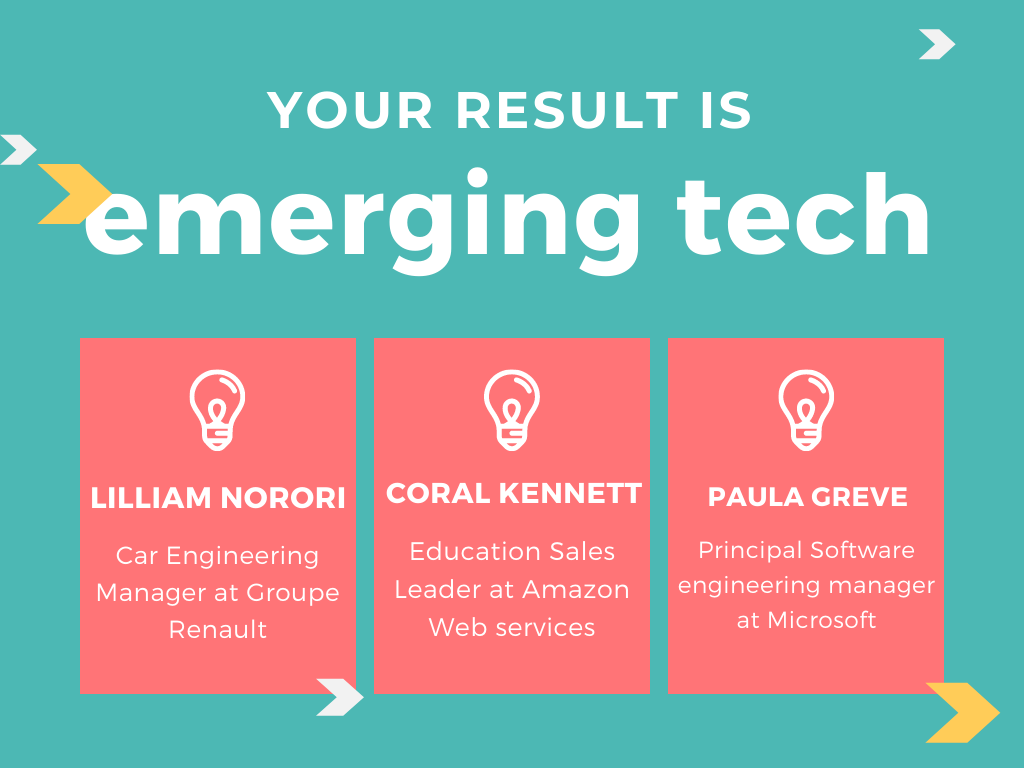 YOUR RESULT IS
emerging tech
LILLIAM NORORI
Car Engineering
Manager at Groupe
Renault
CORAL KENNETT
Education Sales
Leader at Amazon
Web services
PAULA GREVE
Principal Software
engineering manager
at Microsoft